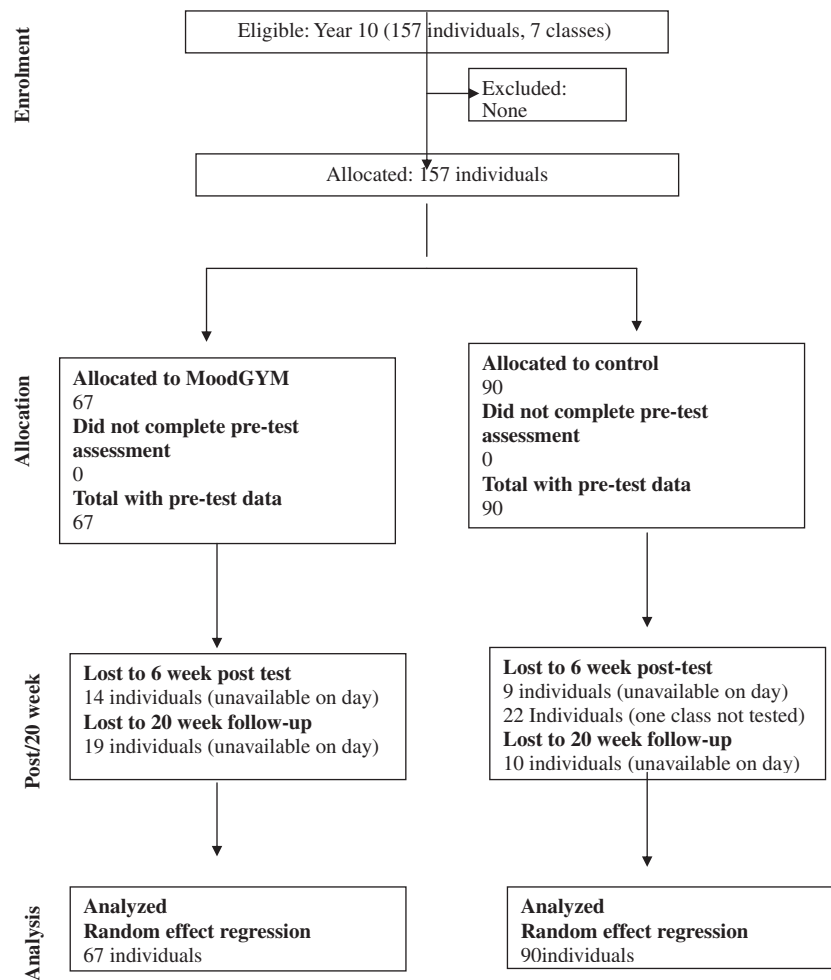 Enrolment
Eligible: Year 10 (157 individuals, 7 classes)
Excluded:
None
Allocated: 157 individuals
Allocation
Allocated to MoodGYM
67
Did not complete pre-test
assessment
0
Total with pre-test data
67
Allocated to control
90
Did not complete pre-test
assessment
0
Total with pre-test data
90
Post/20 week
Lost to 6 week post test
14 individuals (unavailable on day)
Lost to 20 week follow-up
19 individuals (unavailable on day)
Lost to 6 week post-test
9 individuals (unavailable on day)
22 Individuals (one class not tested)
Lost to 20 week follow-up
10 individuals (unavailable on day)
Analysis
Analyzed
Random effect regression
67 individuals
Analyzed
Random effect regression
90individuals